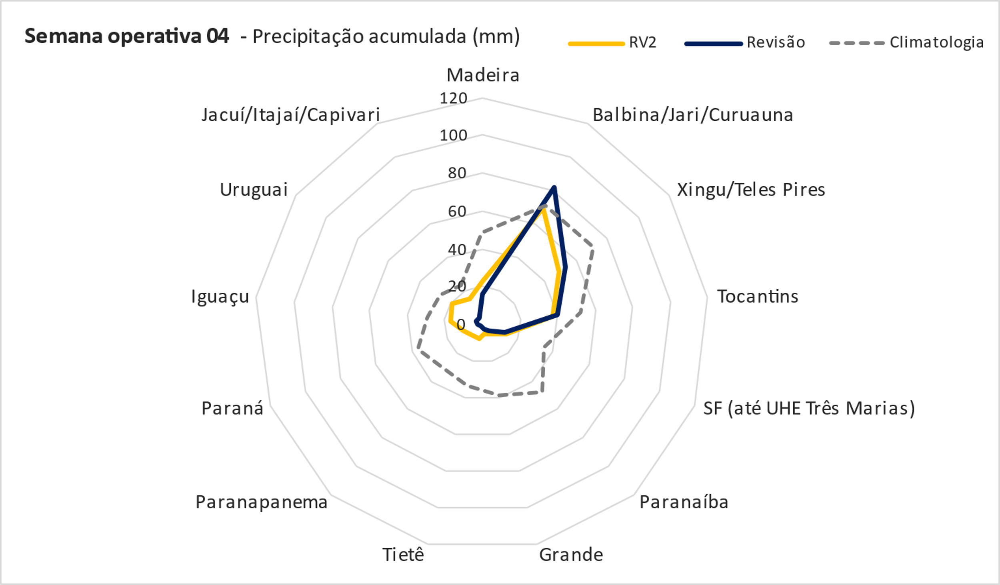 Semana operativa 04 - Precipitação acumulada (mm)
RV2
Revisão
Climatologia
Madeira
120
Jacuí/Itajaí/Capivari
Balbina/Jari/Curuauna
100
80
Uruguai
Xingu/Teles Pires
60
40
20
Iguaçu
Tocantins
0
Paraná
SF (até UHE Três Marias)
Paranapanema
Paranaíba
Tietê
Grande